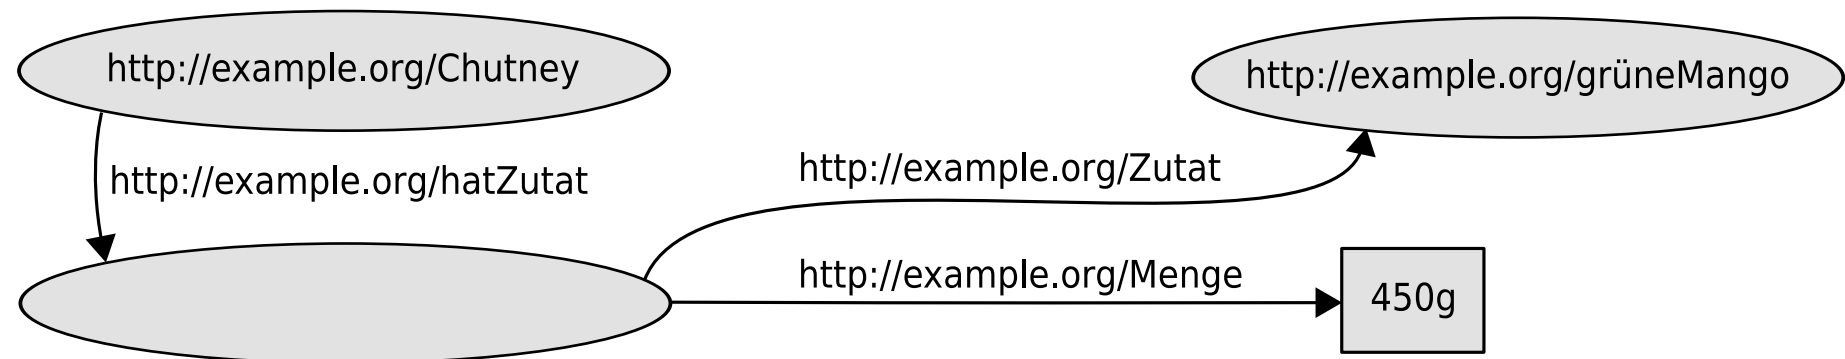 http://example.org/Chutney
http://example.org/grüneMango
http://example.org/hatZutat
http://example.org/Zutat
http://example.org/Menge
450g